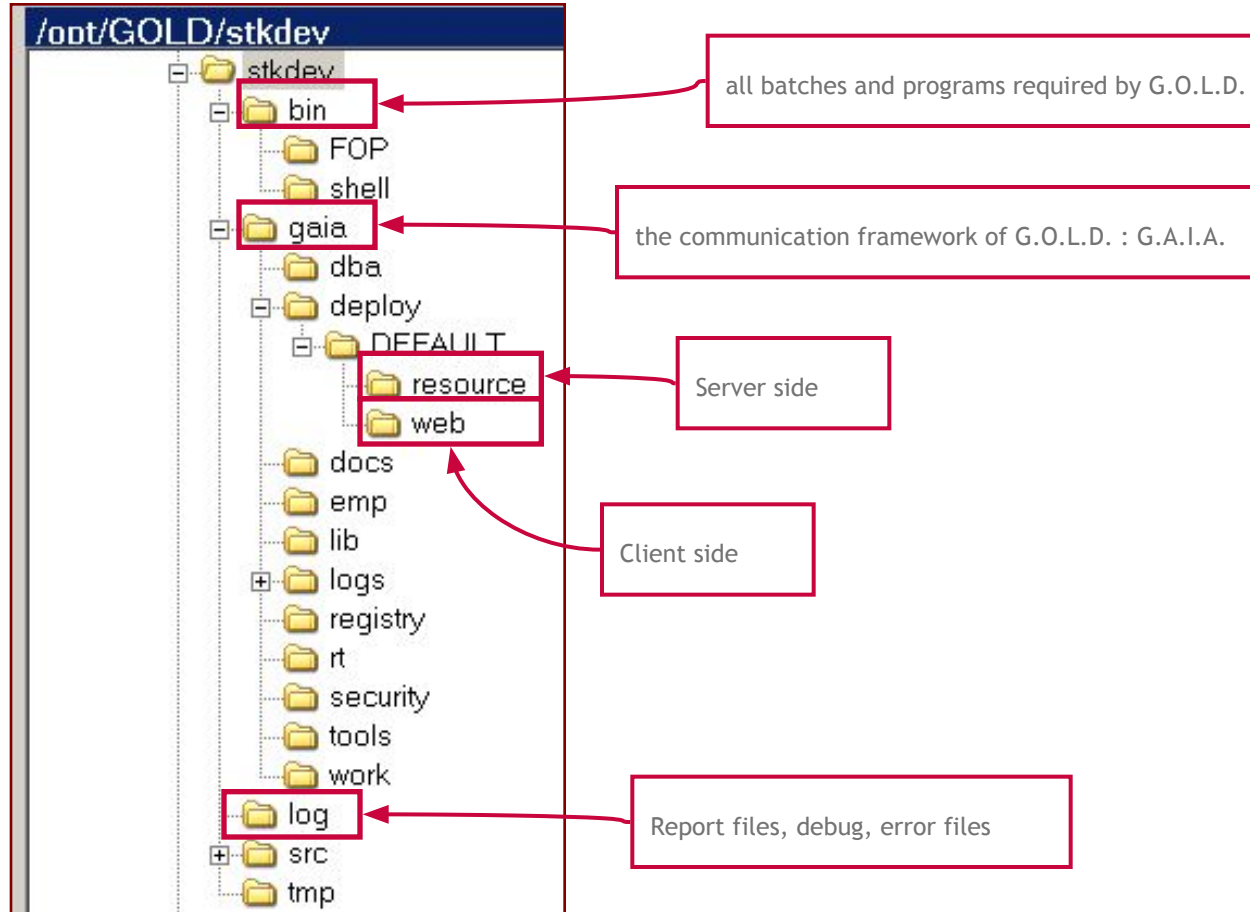 /opt/GOLD/stkdev
stkdev
bin
all batches and programs required by G.O.L.D.
FOP
shell
gaia
the communication framework of G.O.L.D. : G.A.I.A.
dba
deploy
DEFAULT
resource
Server side
web
docs
emp
Client side
lib
logs
registry
rt
security
tools
work
log
Report files, debug, error files
src
tmp